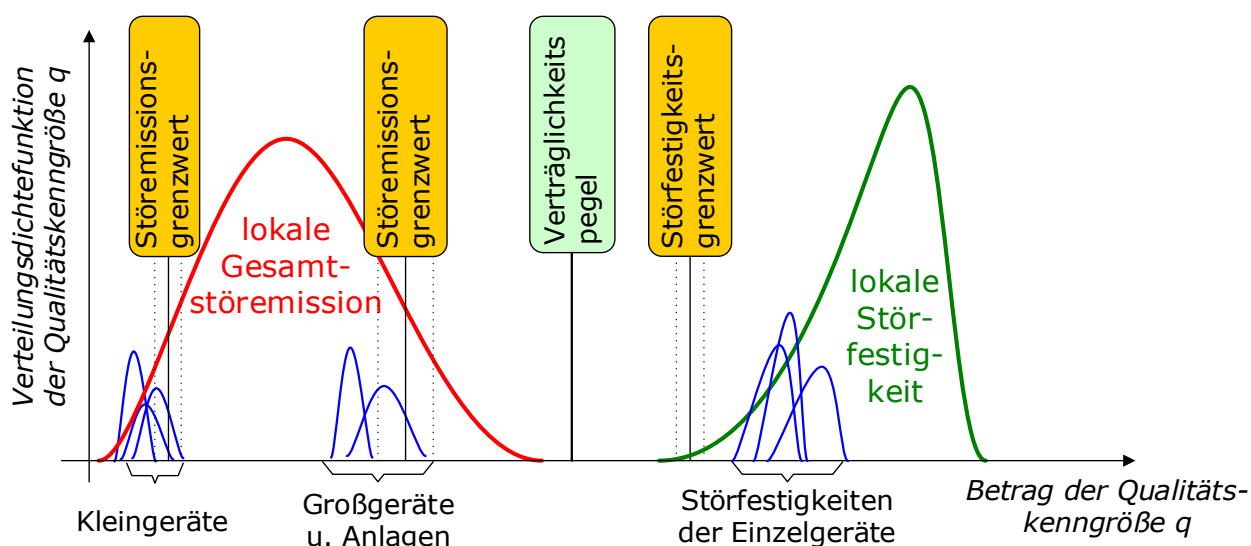 Verteilungsdichtefunktion
der Qualitätskenngröße q
Störemissions-
grenzwert
Störemissions-
grenzwert
Verträglichkeits
pegel
Störfestigkeits-
grenzwert
lokale
Gesamt-
störemission
lokale
Stör-
festig-
keit
Kleingeräte
Großgeräte
u. Anlagen
Störfestigkeiten
der Einzelgeräte
Betrag der Qualitäts-
kenngröße q